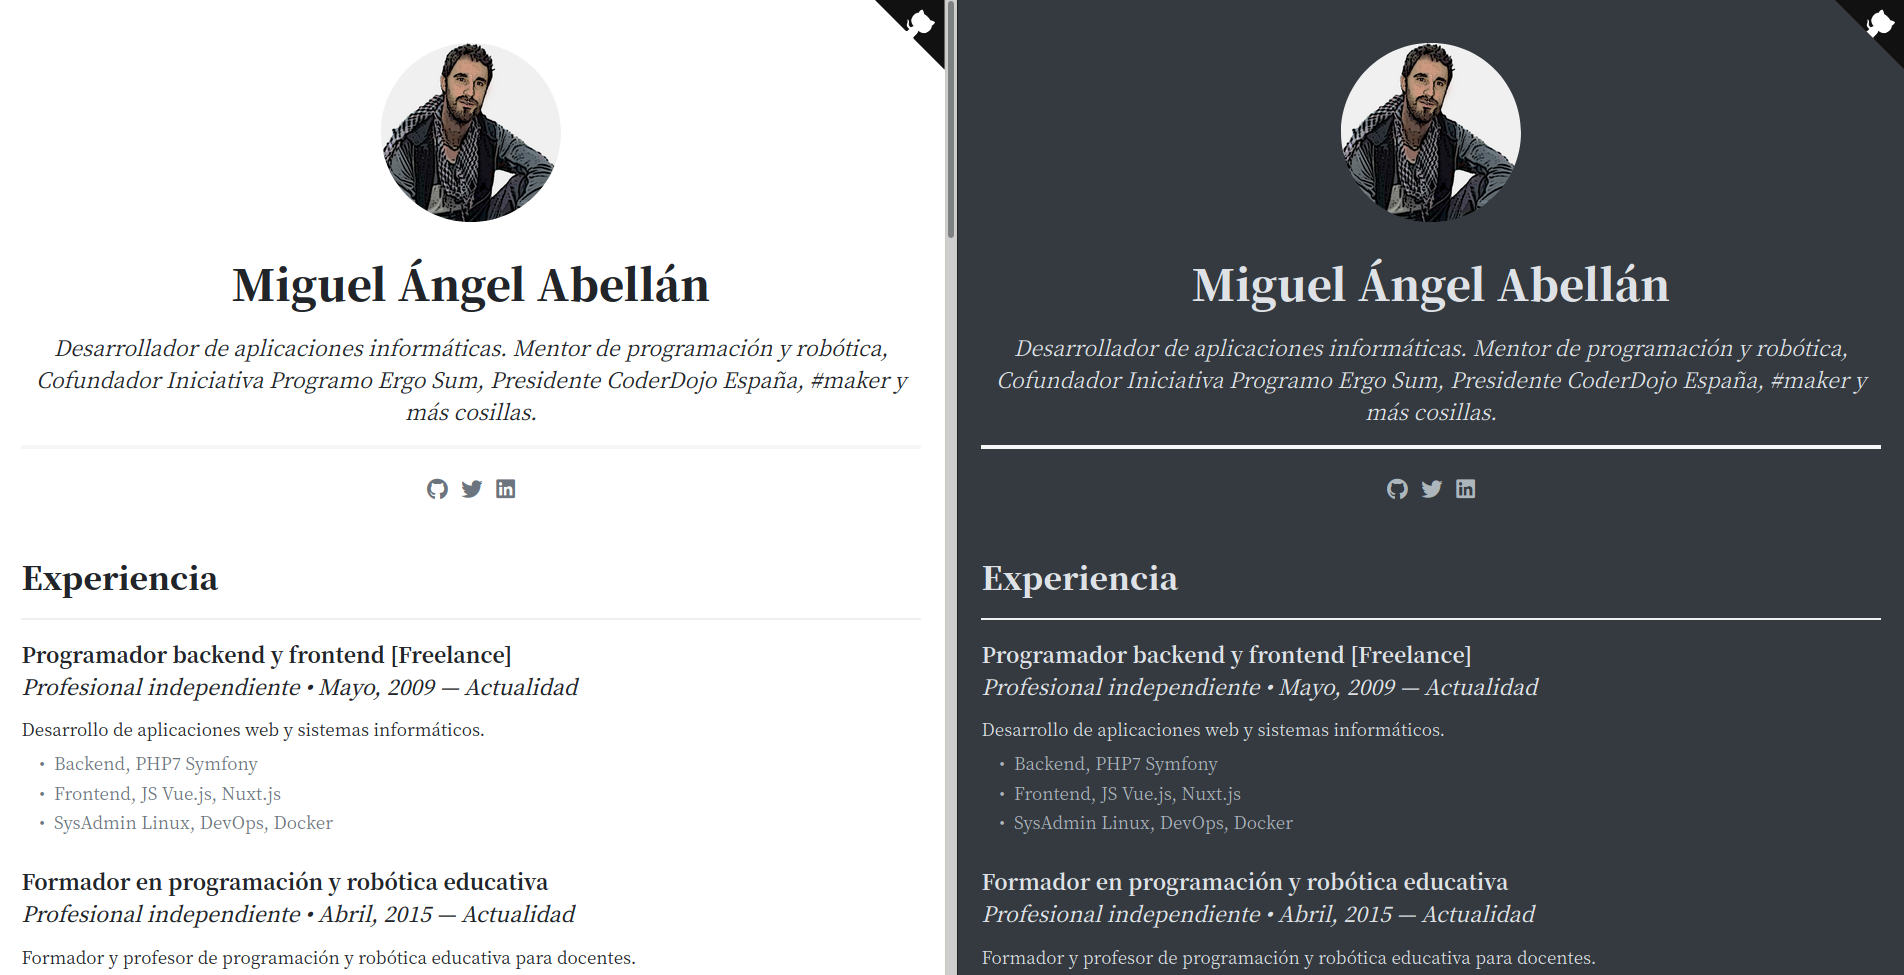 Miguel Ángel Abellán
Desarrollador de aplicaciones informáticas. Mentor de programación y robótica,
Cofundador Iniciativa Programo Ergo Sum, Presidente CoderDojo España, #maker y
más cosillas.
Experiencia
Programador backend y frontend [Freelance]
Profesional independiente • Mayo, 2009 — Actualidad
Desarrollo de aplicaciones web y sistemas informáticos.
• Backend, PHP7 Symfony
• Frontend, JS Vue.js, Nuxt.js
• SysAdmin Linux, DevOps, Docker
Formador en programación y robótica educativa
Profesional independiente • Abril, 2015 — Actualidad
Formador y profesor de programación y robótica educativa para docentes.
Miguel Ángel Abellán
Desarrollador de aplicaciones informáticas. Mentor de programación y robótica,
Cofundador Iniciativa Programo Ergo Sum, Presidente CoderDojo España, #maker y
más cosillas.
Experiencia
Programador backend y frontend [Freelance]
Profesional independiente • Mayo, 2009 — Actualidad
Desarrollo de aplicaciones web y sistemas informáticos.
• Backend, PHP7 Symfony
• Frontend, JS Vue.js, Nuxt.js
• SysAdmin Linux, DevOps, Docker
Formador en programación y robótica educativa
Profesional independiente • Abril, 2015 — Actualidad
Formador y profesor de programación y robótica educativa para docentes.